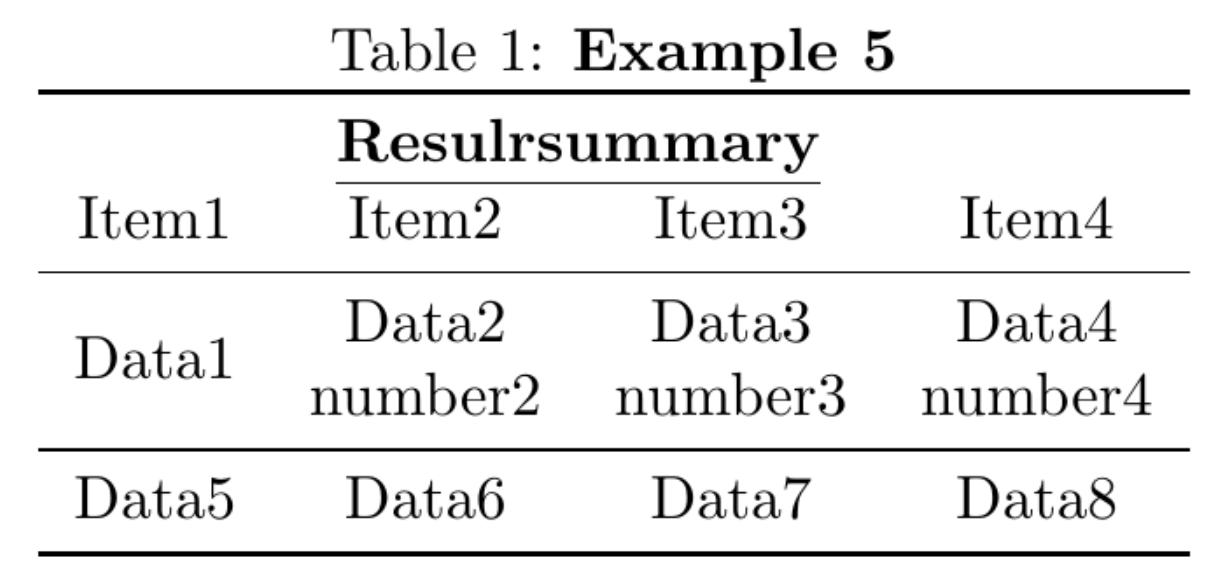 Table 1: Example 5
Resulrsummary
Item1 Item2 Item3 Item4
Data1 Data2 number2 Data3 number3 Data4 number4
Data5 Data6 Data7 Data8